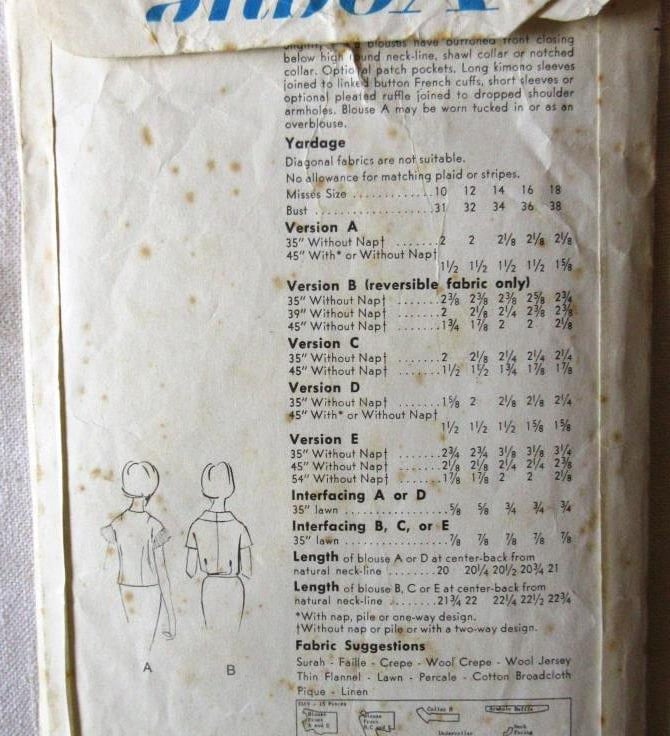 blouses have buttoned front closing
below high round neck-line, shawl collar or notched
collar. Optional patch pockets. Long kimono sleeves
joined to linked button French cuffs, short sleeves or
optional pleated ruffle joined to dropped shoulder
armholes. Blouse A may be worn tucked in or as an
overblouse.
Yardage
Diagonal fabrics are not suitable.
No allowance for matching plaid or stripes.
Misses Size .............10 12 14 16 18
Bust ...................31 32 34 36 38
Version A
35" Without Nap† .......2 2 2⅛ 2⅛ 2⅛
45" With* or Without Nap†
1½ 1½ 1½ 1½ 1⅝
Version B (reversible fabric only)
35" Without Nap† .......2⅜ 2⅜ 2⅜ 2⅝ 2¾
39" Without Nap† .......2 2⅛ 2¼ 2⅜ 2⅜
45" Without Nap† .......1¾ 1⅞ 2 2 2⅛
Version C
35" Without Nap† .......2 2⅛ 2¼ 2¼ 2¼
45" Without Nap† .......1½ 1½ 1¾ 1⅞ 1⅞
Version D
35" Without Nap† .......1⅝ 2 2⅛ 2⅛ 2¼
45" With* or Without Nap†
1½ 1½ 1½ 1⅝ 1⅝
Version E
35" Without Nap† .......2¾ 2¾ 3⅛ 3⅛ 3¼
45" Without Nap† .......2⅛ 2⅛ 2¼ 2¼ 2⅜
54" Without Nap† .......1⅞ 1⅞ 2 2 2⅛
Interfacing A or D
35" lawn .................⅝ ⅝ ¾ ¾ ¾
Interfacing B, C, or E
35" lawn .................⅞ ⅞ ⅞ ⅞ ⅞
Length of blouse A or D at center-back from
natural neck-line ........20 20¼ 20½ 20¾ 21
Length of blouse B, C or E at center-back from
natural neck-line ........21¾ 22 22¼ 22½ 22¾
*With nap, pile or one-way design.
†Without nap or pile or with a two-way design.
Fabric Suggestions
Surah - Faille - Crepe - Wool Crepe - Wool Jersey
Thin Flannel - Lawn - Percale - Cotton Broadcloth
Pique - Linen
A
B
15 Pieces
Blouse Front
Blouse Front
Collar B
Armhole Ruffle
Undercollar
Neck Facing